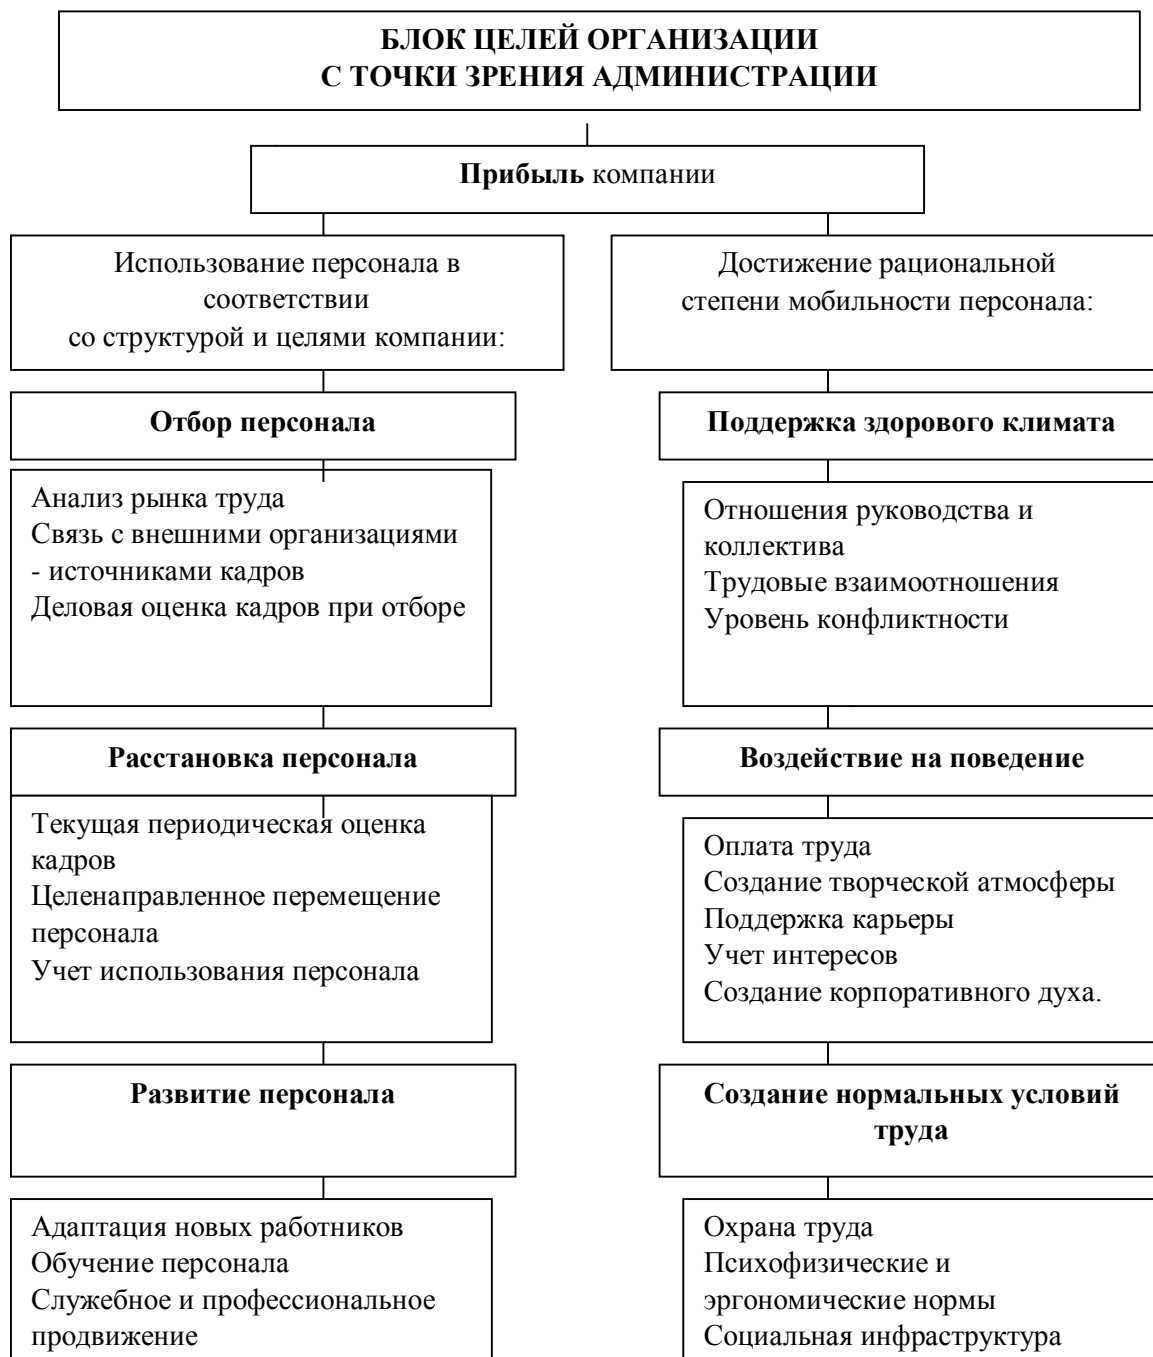 БЛОК ЦЕЛЕЙ ОРГАНИЗАЦИИ
С ТОЧКИ ЗРЕНИЯ АДМИНИСТРАЦИИ
Прибыль компании
Использование персонала в
соответствии
со структурой и целями компании:
Достижение рациональной
степени мобильности персонала:
Отбор персонала
Поддержка здорового климата
Анализ рынка труда
Связь с внешними организациями
- источниками кадров
Деловая оценка кадров при отборе
Отношения руководства и
коллектива
Трудовые взаимоотношения
Уровень конфликтности
Расстановка персонала
Воздействие на поведение
Текущая периодическая оценка
кадров
Целенаправленное перемещение
персонала
Учет использования персонала
Оплата труда
Создание творческой атмосферы
Поддержка карьеры
Учет интересов
Создание корпоративного духа.
Развитие персонала
Создание нормальных условий
труда
Адаптация новых работников
Обучение персонала
Служебное и профессиональное
продвижение
Охрана труда
Психофизические и
эргономические нормы
Социальная инфраструктура